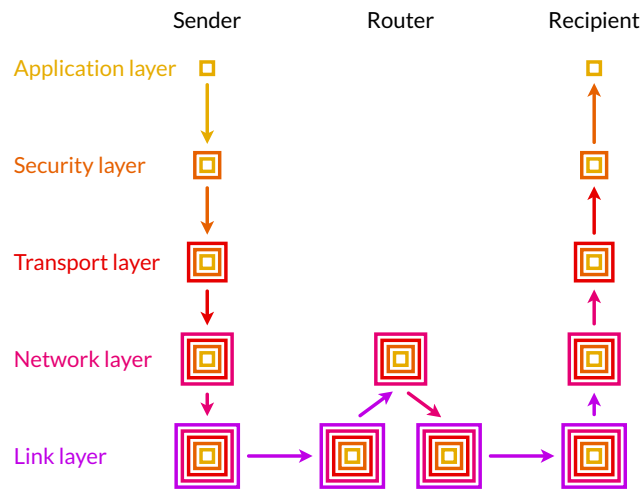 Sender Router Recipient
Application layer
Security layer
Transport layer
Network layer
Link layer